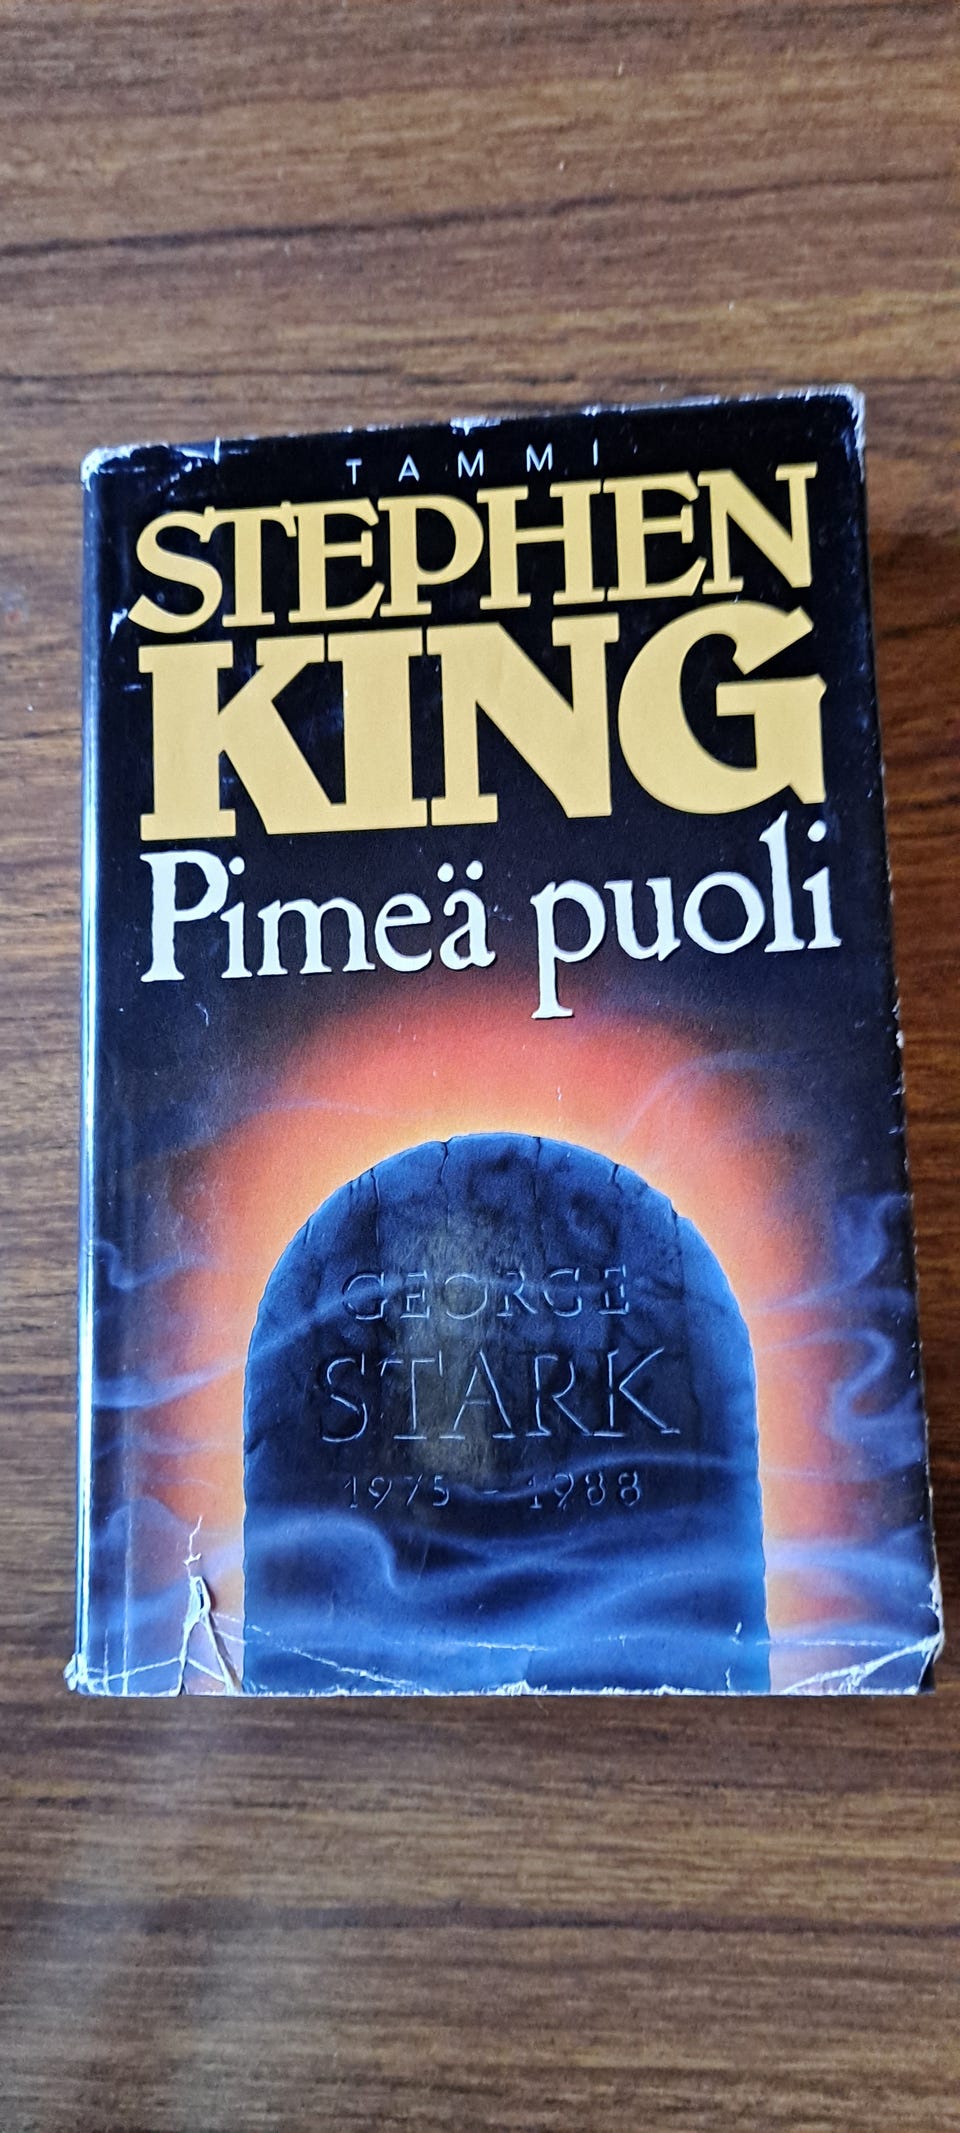 TAMMI
STEPHEN
KING
Pimeä puoli
GEORGE
STARK
1975 - 1988